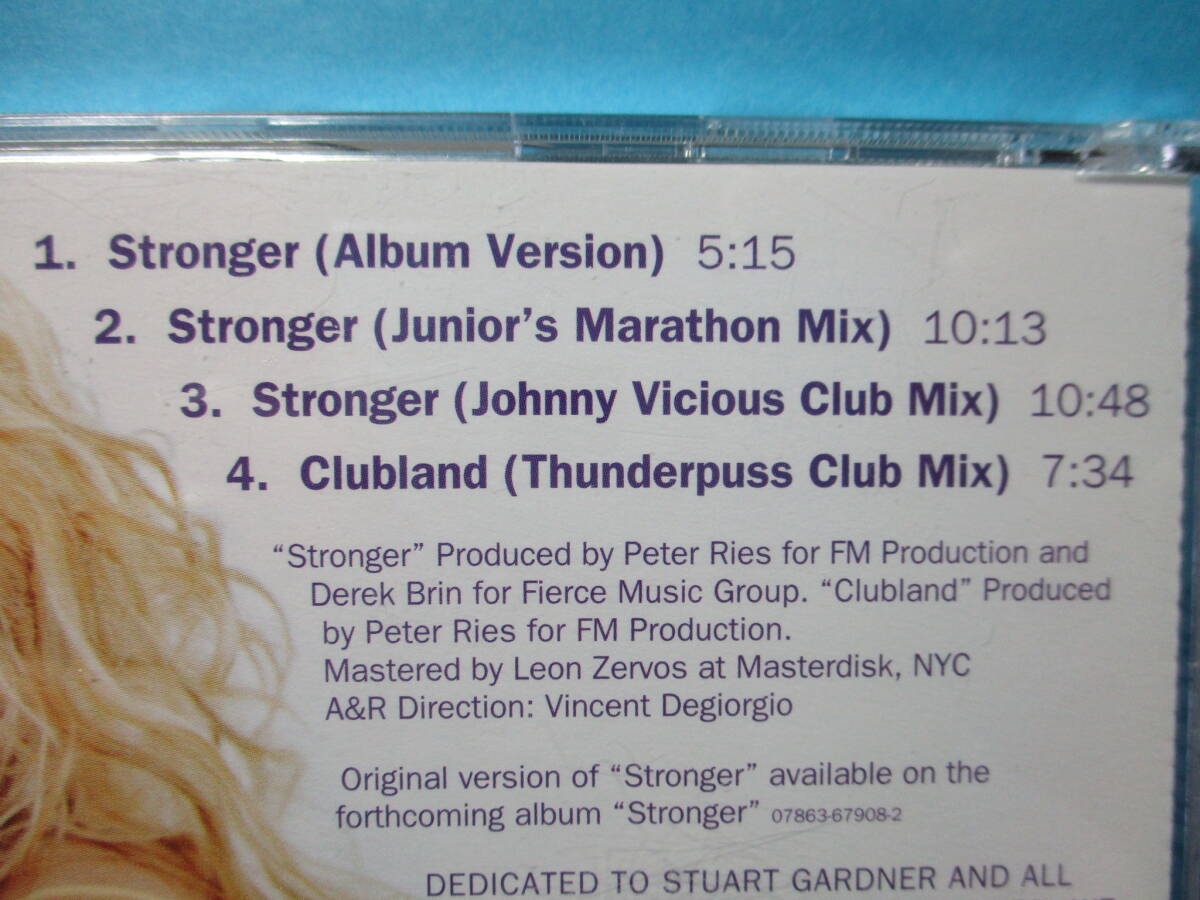 1. Stronger (Album Version) 5:15
2. Stronger (Junior's Marathon Mix) 10:13
3. Stronger (Johnny Vicious Club Mix) 10:48
4. Clubland (Thunderpuss Club Mix) 7:34
“Stronger” Produced by Peter Ries for FM Production and
Derek Brin for Fierce Music Group. “Clubland” Produced
by Peter Ries for FM Production.
Mastered by Leon Zervos at Masterdisk, NYC
A&R Direction: Vincent Degiorgio
Original version of “Stronger” available on the
forthcoming album “Stronger” 07863-67908-2
DEDICATED TO STUART GARDNER AND ALL